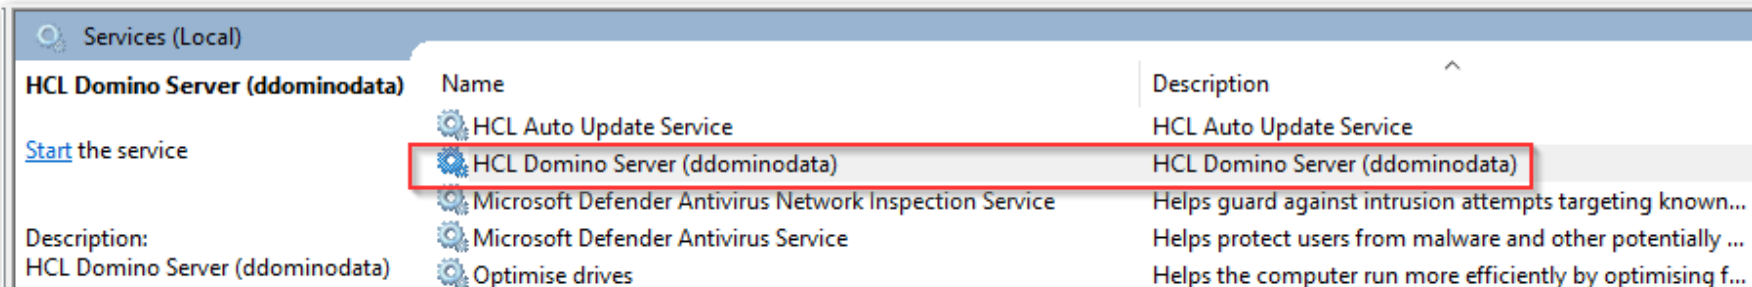 Services (Local)
HCL Domino Server (ddominodata)
Start the service
Description:
HCL Domino Server (ddominodata)
Name Description
HCL Auto Update Service HCL Auto Update Service
HCL Domino Server (ddominodata) HCL Domino Server (ddominodata)
Microsoft Defender Antivirus Network Inspection Service Helps guard against intrusion attempts targeting known...
Microsoft Defender Antivirus Service Helps protect users from malware and other potentially ...
Optimise drives Helps the computer run more efficiently by optimising f...